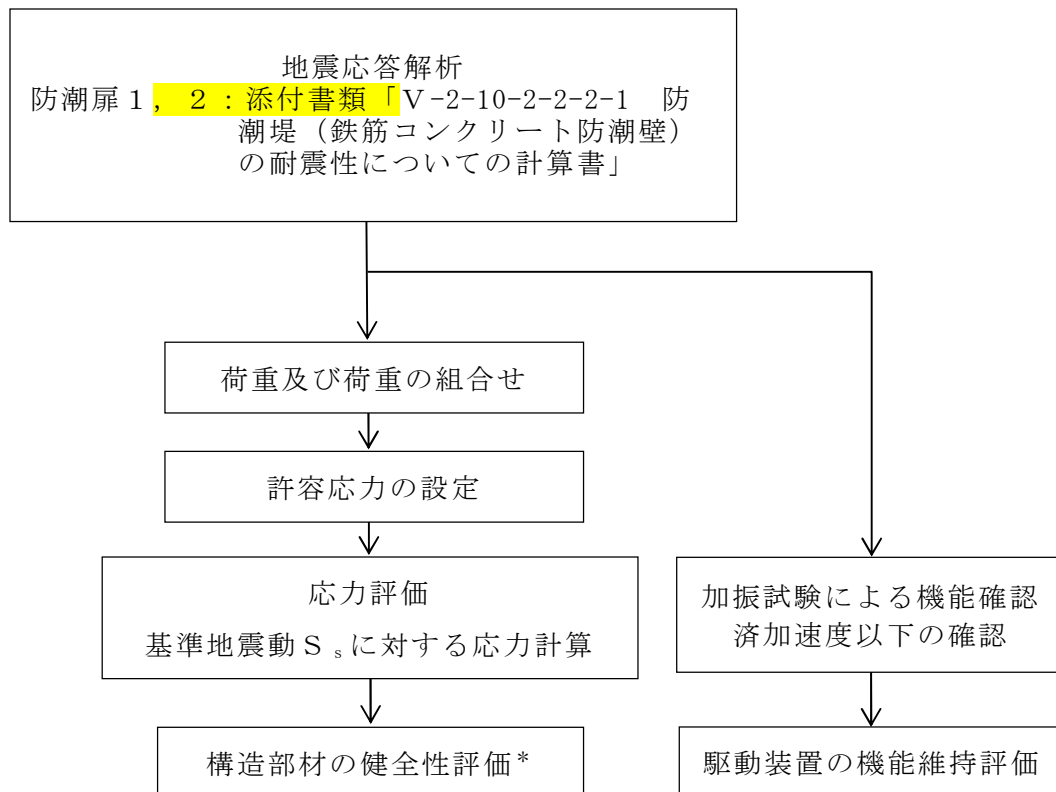 地震応答解析
防潮扉１，２：添付書類「Ⅴ-2-10-2-2-2-1　防
潮堤（鉄筋コンクリート防潮壁）
の耐震性についての計算書」
荷重及び荷重の組合せ
許容応力の設定
応力評価
基準地震動Ｓｓに対する応力計算
構造部材の健全性評価*
加振試験による機能確認
済加速度以下の確認
駆動装置の機能維持評価